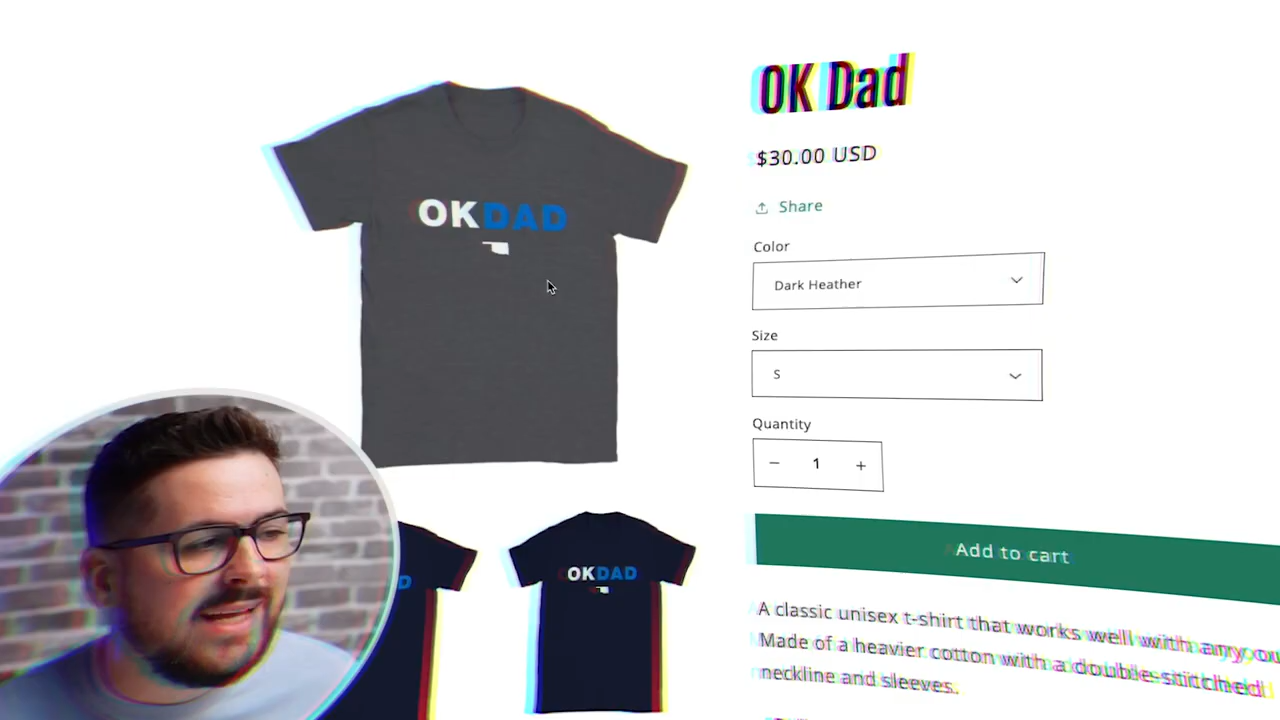 OK Dad
$30.00 USD
Share
Color
Dark Heather
Size
S
Quantity
− 1 +
Add to cart
A classic unisex t-shirt that works well with any
Made of a heavier cotton with a double-stitched
neckline and sleeves.
OKDAD
D
OKDAD